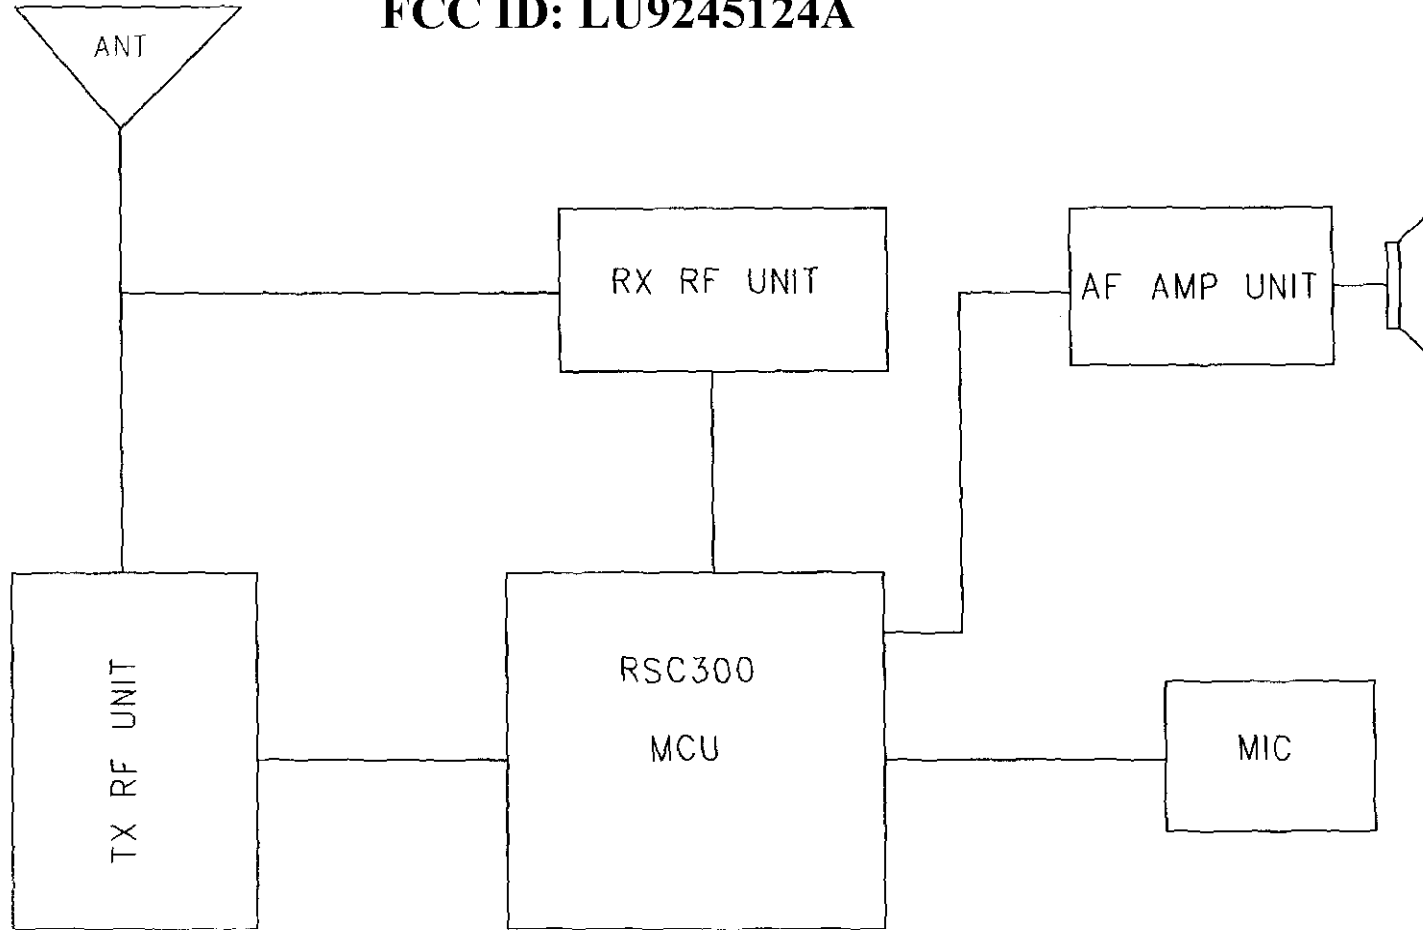 FCC ID: LU9245124A
ANT
RX RF UNIT
AF AMP UNIT
TX RF UNIT
RSC300
MCU
MIC